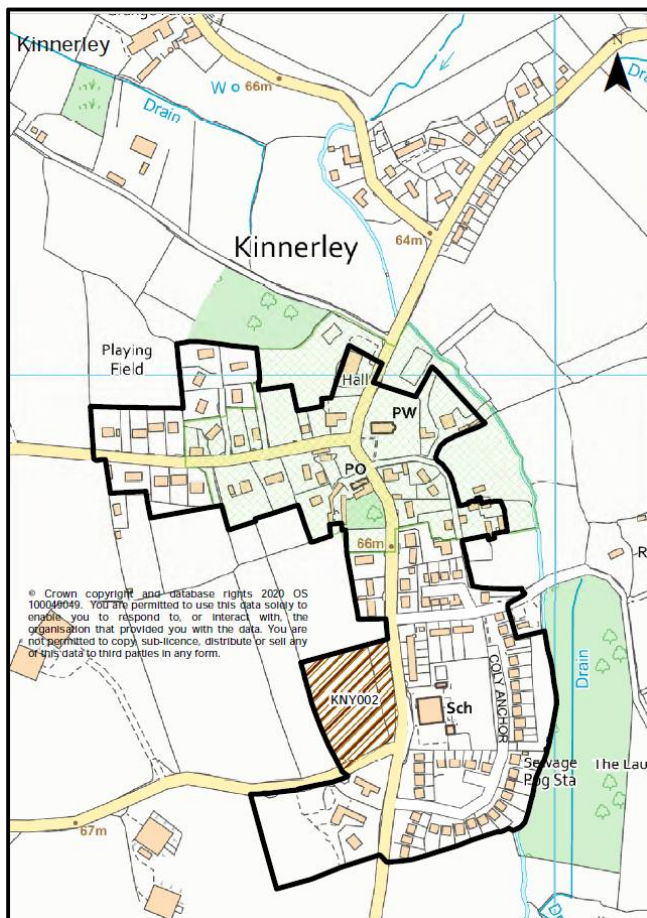 Kinnerley
Drain
W
66m
N
64m
Kinnerley
Playing
Field
Hall
PW
PO
66m
© Crown copyright and database rights 2020 OS
100049049. You are permitted to use this data solely to
enable you to respond to, or interact with, the
organisation that provided you with the data. You are
not permitted to copy, sub-licence, distribute or sell any
of this data to third parties in any form.
KNY002
Sch
COLY ANCHOR
Drain
Sewage
Ppg Sta
The Lau
67m